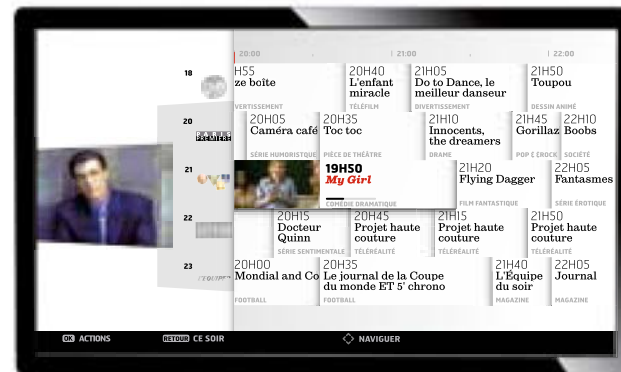 20:00
21:00
22:00
18
H55
ze boîte
VERTISSEMENT
20H40
L'enfant
miracle
TÉLÉFILM
21H05
Do to Dance, le
meilleur danseur
DIVERTISSEMENT
21H50
Toupou
DESSIN ANIMÉ
20
PARIS
PREMIÈRE
20H05
Caméra café
SÉRIE HUMORISTIQUE
20H35
Toc toc
PIÈCE DE THÉÂTRE
21H10
Innocents,
the dreamers
DRAME
21H45
Gorillaz
POP & ROCK
22H10
Boobs
SOCIÉTÉ
21
19H50
My Girl
COMÉDIE DRAMATIQUE
21H20
Flying Dagger
FILM FANTASTIQUE
22H05
Fantasmes
SÉRIE ÉROTIQUE
22
20H15
Docteur
Quinn
SÉRIE SENTIMENTALE
20H45
Projet haute
couture
TÉLÉRÉALITÉ
21H15
Projet haute
couture
TÉLÉRÉALITÉ
21H50
Projet haute
couture
TÉLÉRÉALITÉ
23
L'EQUIPE
20H00
Mondial and Co
FOOTBALL
20H35
Le journal de la Coupe
du monde ET 5' chrono
FOOTBALL
21H40
L'Équipe
du soir
MAGAZINE
22H05
Journal
MAGAZINE
OK ACTIONS
RETOUR CE SOIR
NAVIGUER